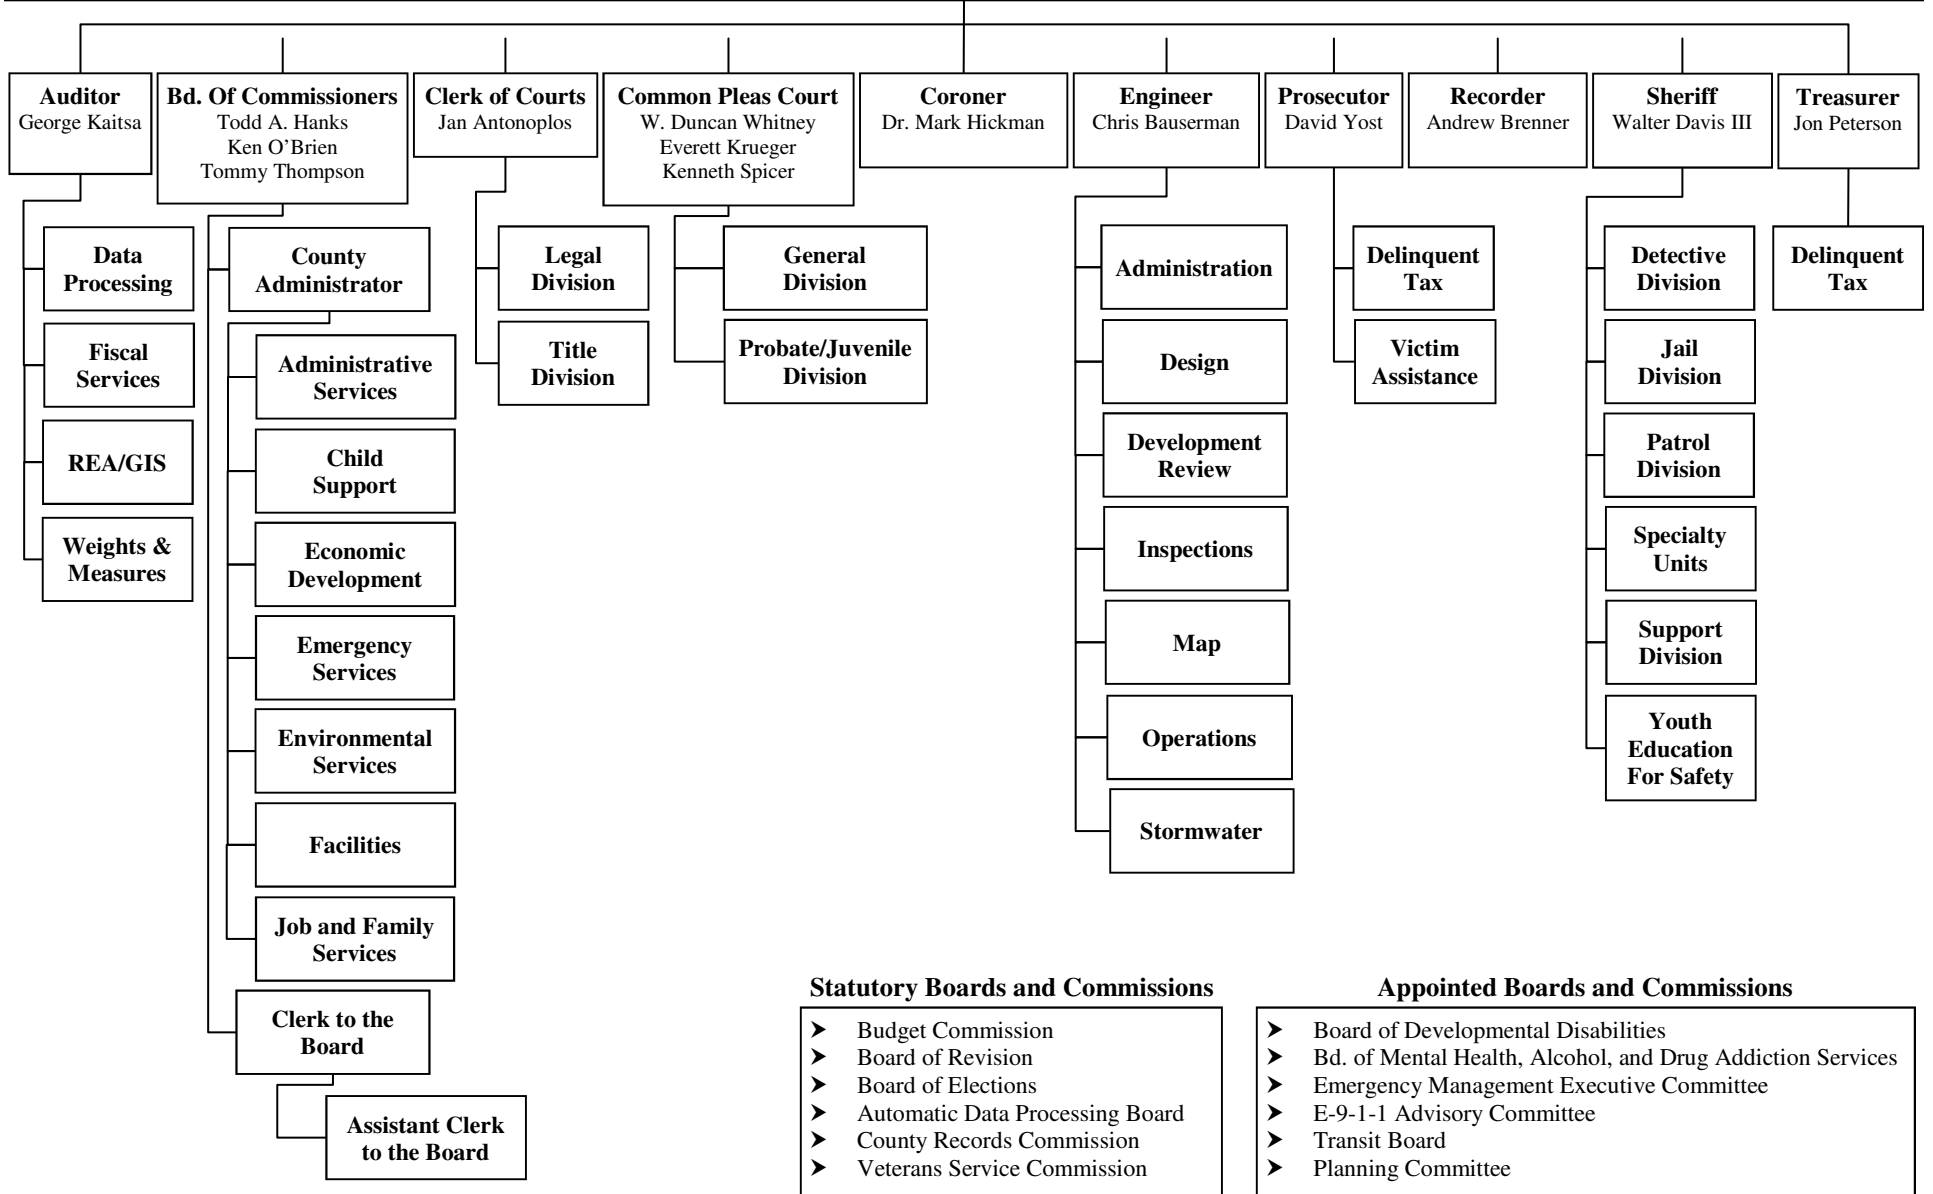 Auditor
George Kaitsa
Bd. Of Commissioners
Todd A. Hanks
Ken O’Brien
Tommy Thompson
Clerk of Courts
Jan Antonoplos
Common Pleas Court
W. Duncan Whitney
Everett Krueger
Kenneth Spicer
Coroner
Dr. Mark Hickman
Engineer
Chris Bauserman
Prosecutor
David Yost
Recorder
Andrew Brenner
Sheriff
Walter Davis III
Treasurer
Jon Peterson
Data
Processing
Fiscal
Services
REA/GIS
Weights &
Measures
County
Administrator
Administrative
Services
Child
Support
Economic
Development
Emergency
Services
Environmental
Services
Facilities
Job and Family
Services
Clerk to the
Board
Assistant Clerk
to the Board
Legal
Division
Title
Division
General
Division
Probate/Juvenile
Division
Administration
Design
Development
Review
Inspections
Map
Operations
Stormwater
Delinquent
Tax
Victim
Assistance
Detective
Division
Jail
Division
Patrol
Division
Specialty
Units
Support
Division
Youth
Education
For Safety
Delinquent
Tax
Statutory Boards and Commissions
➤ Budget Commission
➤ Board of Revision
➤ Board of Elections
➤ Automatic Data Processing Board
➤ County Records Commission
➤ Veterans Service Commission
Appointed Boards and Commissions
➤ Board of Developmental Disabilities
➤ Bd. of Mental Health, Alcohol, and Drug Addiction Services
➤ Emergency Management Executive Committee
➤ E-9-1-1 Advisory Committee
➤ Transit Board
➤ Planning Committee